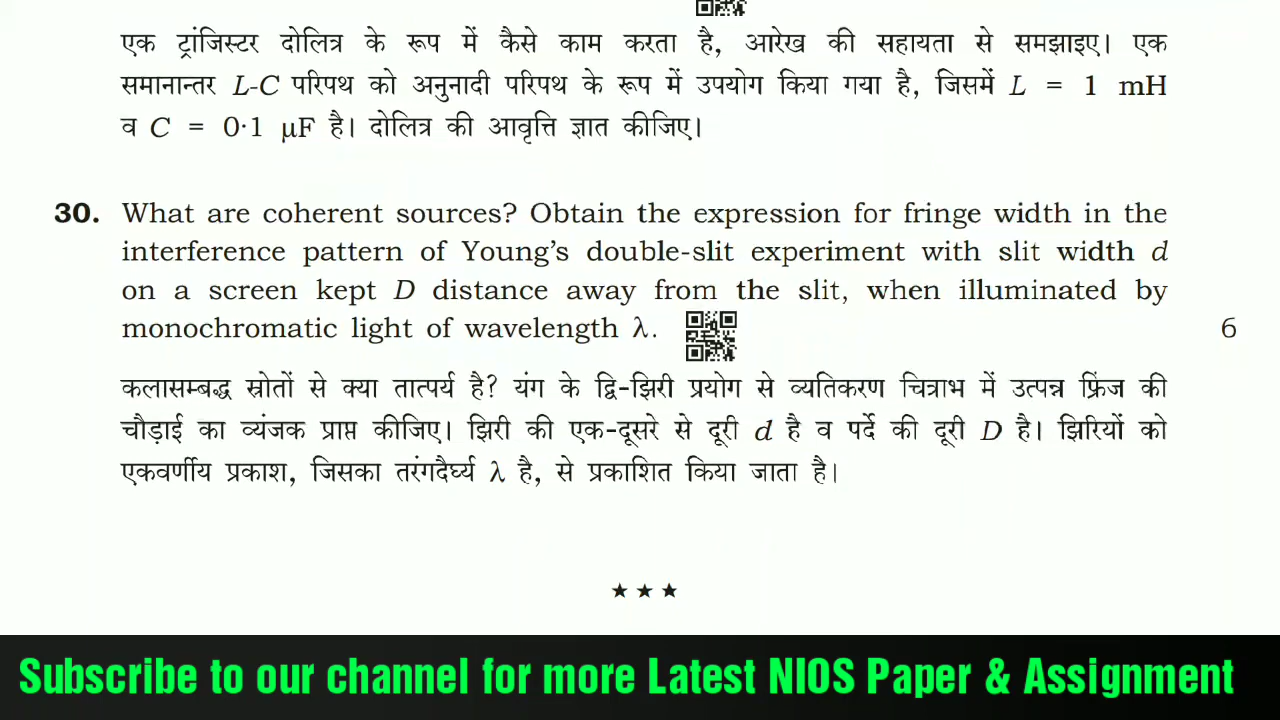 एक ट्रांजिस्टर दोलित्र के रूप में कैसे काम करता है, आरेख की सहायता से समझाइए। एक
समानान्तर L-C परिपथ को अनुनादी परिपथ के रूप में उपयोग किया गया है, जिसमें L = 1 mH
व C = 0·1 µF है। दोलित्र की आवृत्ति ज्ञात कीजिए।
30. What are coherent sources? Obtain the expression for fringe width in the
interference pattern of Young's double-slit experiment with slit width d
on a screen kept D distance away from the slit, when illuminated by
monochromatic light of wavelength λ. 6
कलासम्बद्ध स्रोतों से क्या तात्पर्य है? यंग के द्वि-झिरी प्रयोग से व्यतिकरण चित्राभ में उत्पन्न फ्रिंज की
चौड़ाई का व्यंजक प्राप्त कीजिए। झिरी की एक-दूसरे से दूरी d है व पर्दे की दूरी D है। झिरियों को
एकवर्णीय प्रकाश, जिसका तरंगदैर्घ्य λ है, से प्रकाशित किया जाता है।
★ ★ ★
Subscribe to our channel for more Latest NIOS Paper & Assignment